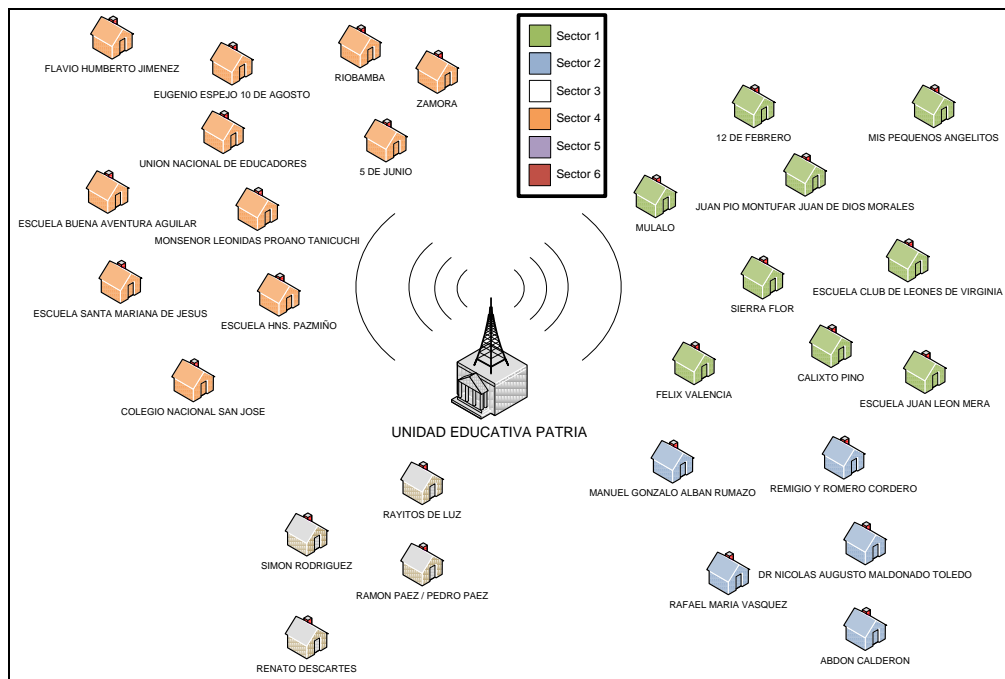 FLAVIO HUMBERTO JIMENEZ
EUGENIO ESPEJO 10 DE AGOSTO
RIOBAMBA
ZAMORA
UNION NACIONAL DE EDUCADORES
5 DE JUNIO
ESCUELA BUENA AVENTURA AGUILAR
MONSENOR LEONIDAS PROANO TANICUCHI
ESCUELA SANTA MARIANA DE JESUS
ESCUELA HNS. PAZMIÑO
COLEGIO NACIONAL SAN JOSE
Sector 1
Sector 2
Sector 3
Sector 4
Sector 5
Sector 6
12 DE FEBRERO
MIS PEQUENOS ANGELITOS
JUAN PIO MONTUFAR JUAN DE DIOS MORALES
MULALO
SIERRA FLOR
ESCUELA CLUB DE LEONES DE VIRGINIA
FELIX VALENCIA
CALIXTO PINO
ESCUELA JUAN LEON MERA
UNIDAD EDUCATIVA PATRIA
MANUEL GONZALO ALBAN RUMAZO
REMIGIO Y ROMERO CORDERO
RAYITOS DE LUZ
SIMON RODRIGUEZ
RAMON PAEZ / PEDRO PAEZ
RENATO DESCARTES
DR NICOLAS AUGUSTO MALDONADO TOLEDO
RAFAEL MARIA VASQUEZ
ABDON CALDERON